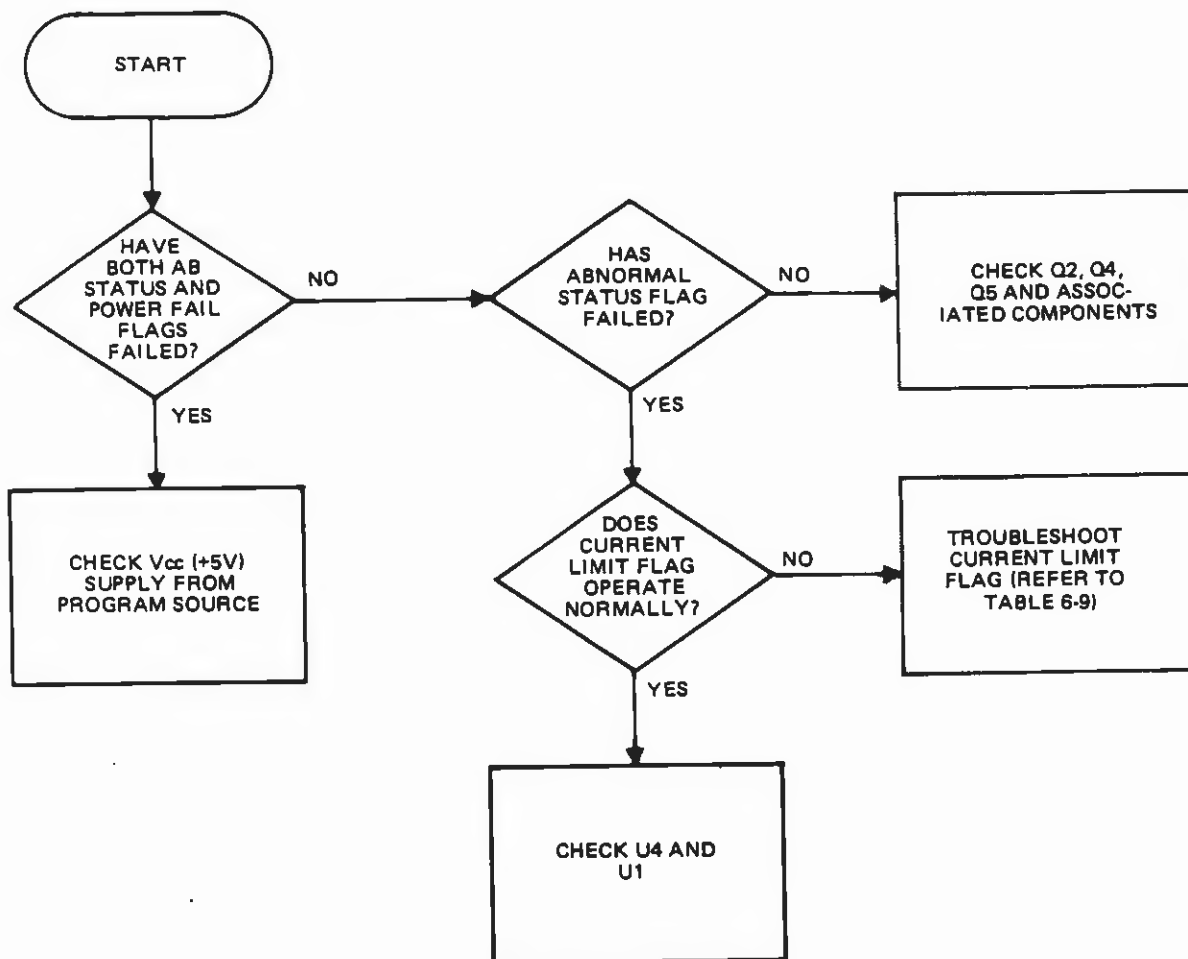 START
HAVE
BOTH AB
STATUS AND
POWER FAIL
FLAGS
FAILED?
NO
YES
HAS
ABNORMAL
STATUS FLAG
FAILED?
NO
YES
CHECK Q2, Q4,
Q5 AND ASSOC-
IATED COMPONENTS
CHECK Vcc (+5V)
SUPPLY FROM
PROGRAM SOURCE
DOES
CURRENT
LIMIT FLAG
OPERATE
NORMALLY?
NO
YES
TROUBLESHOOT
CURRENT LIMIT
FLAG (REFER TO
TABLE 6-9)
CHECK U4 AND
U1